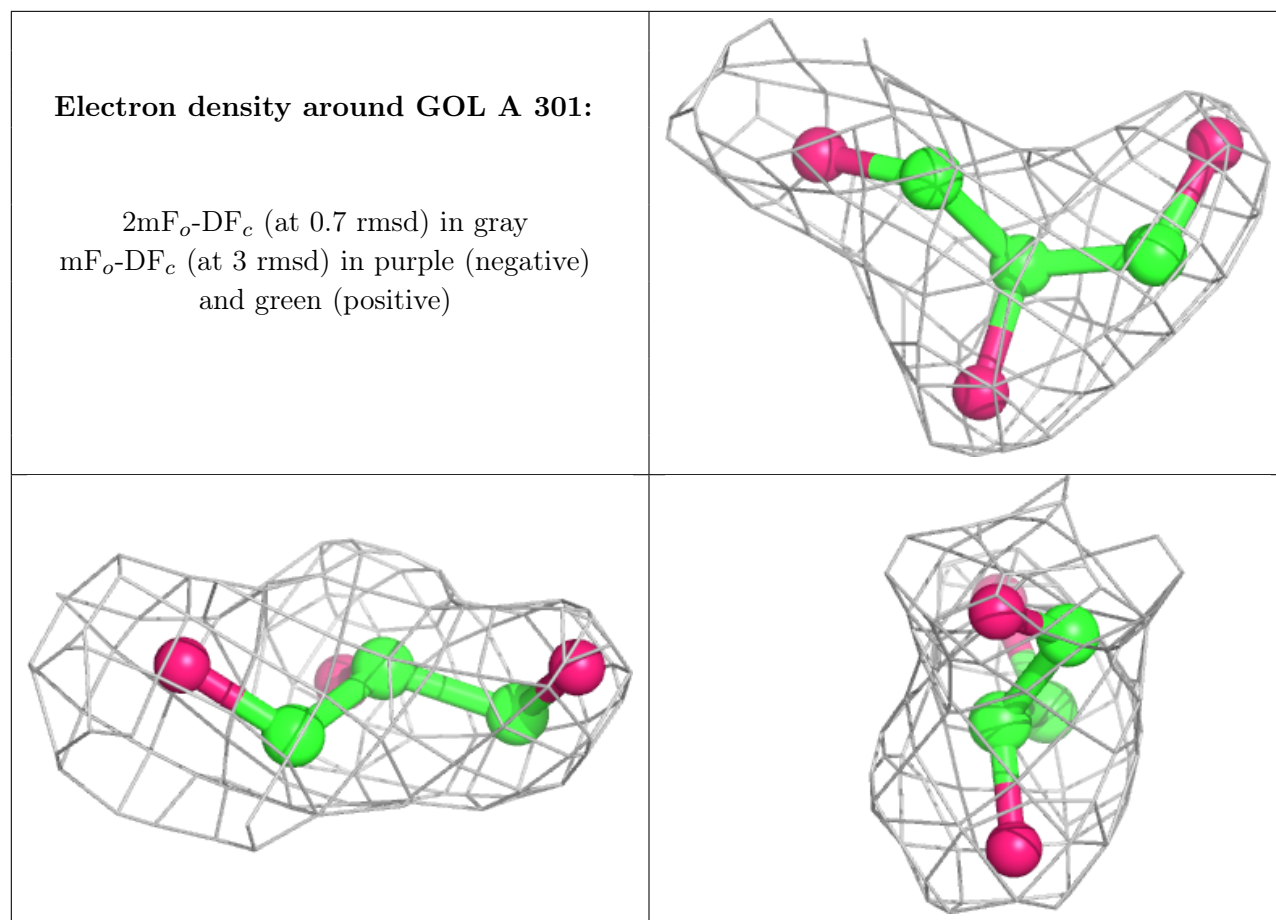 Electron density around GOL A 301:
2mFo-DFc (at 0.7 rmsd) in gray
mFo-DFc (at 3 rmsd) in purple (negative)
and green (positive)